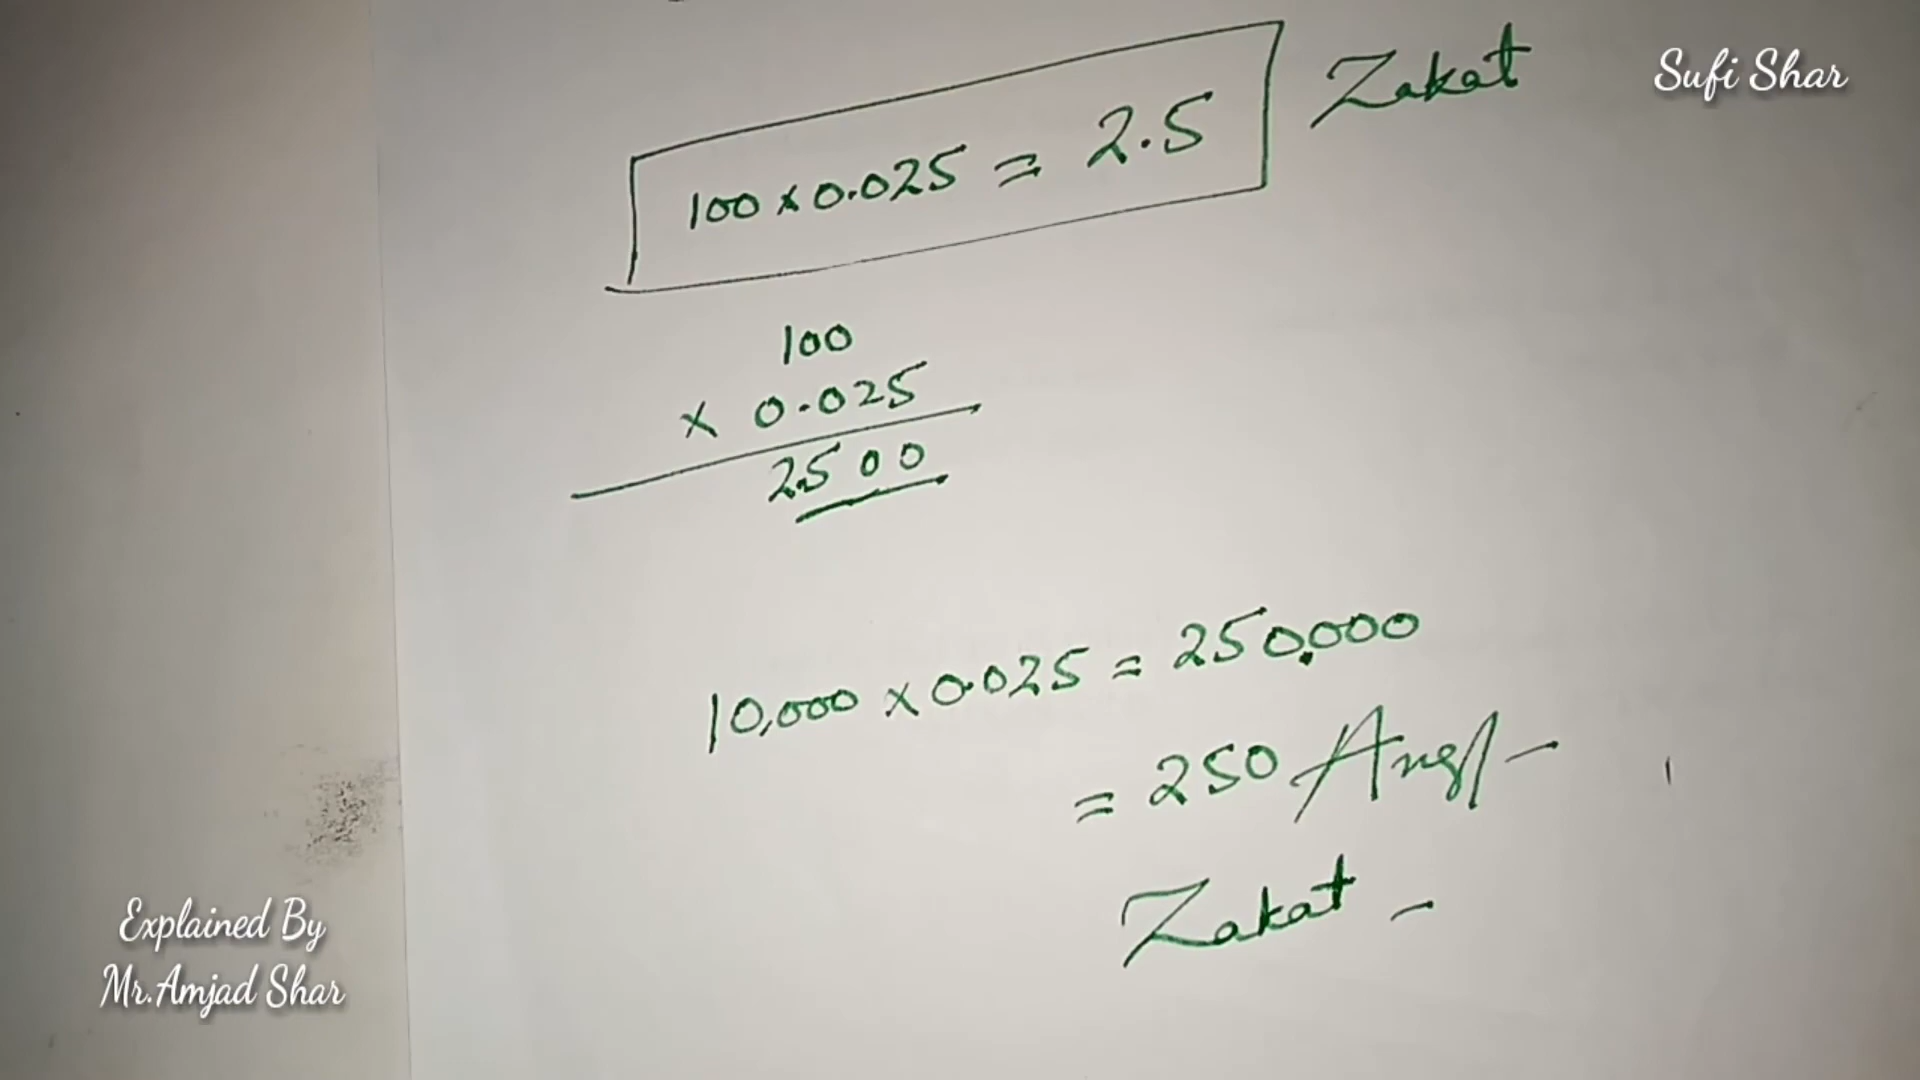 Sufi Shar
100 x 0.025 = 2.5 Zakat
100
x 0.025
2.500
10,000 x 0.025 = 250.000
= 250
Zakat -
Explained By
Mr.Amjad Shar